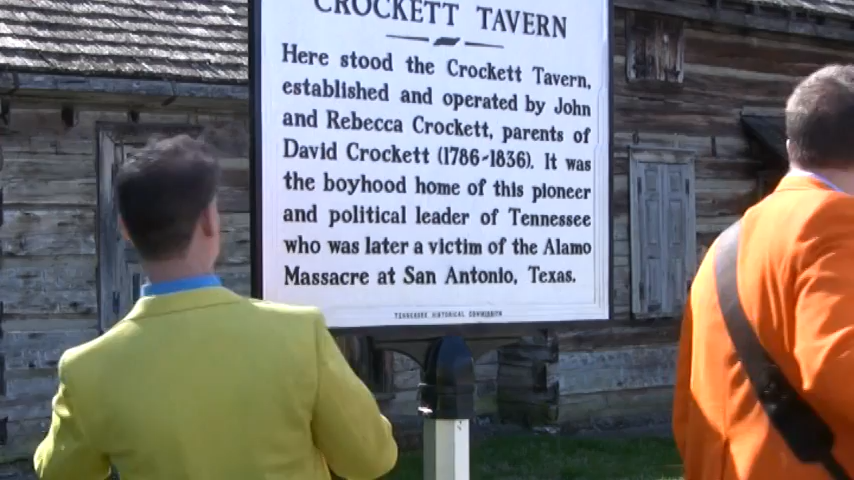 CROCKETT TAVERN
Here stood the Crockett Tavern,
established and operated by John
and Rebecca Crockett, parents of
David Crockett (1786-1836). It was
the boyhood home of this pioneer
and political leader of Tennessee
who was later a victim of the Alamo
Massacre at San Antonio, Texas.
TENNESSEE HISTORICAL COMMISSION